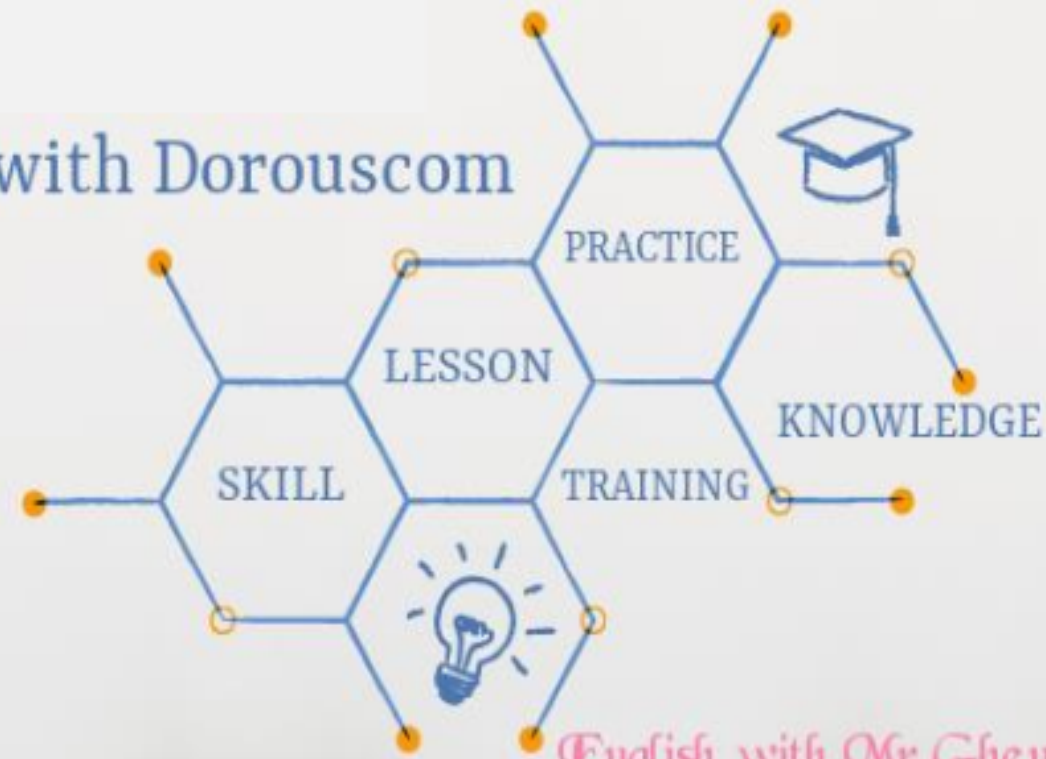 with Dorouscom
PRACTICE
LESSON
KNOWLEDGE
SKILL
TRAINING
English with Mr